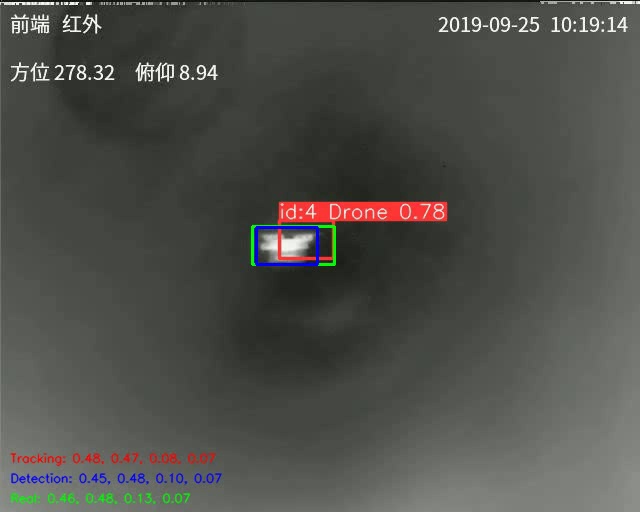 前端 红外 2019-09-25 10:19:14
方位 278.32 俯仰 8.94
id:4 Drone 0.78
Tracking: 0.48, 0.47, 0.08, 0.07
Detection: 0.45, 0.48, 0.10, 0.07
Real: 0.46, 0.48, 0.13, 0.07